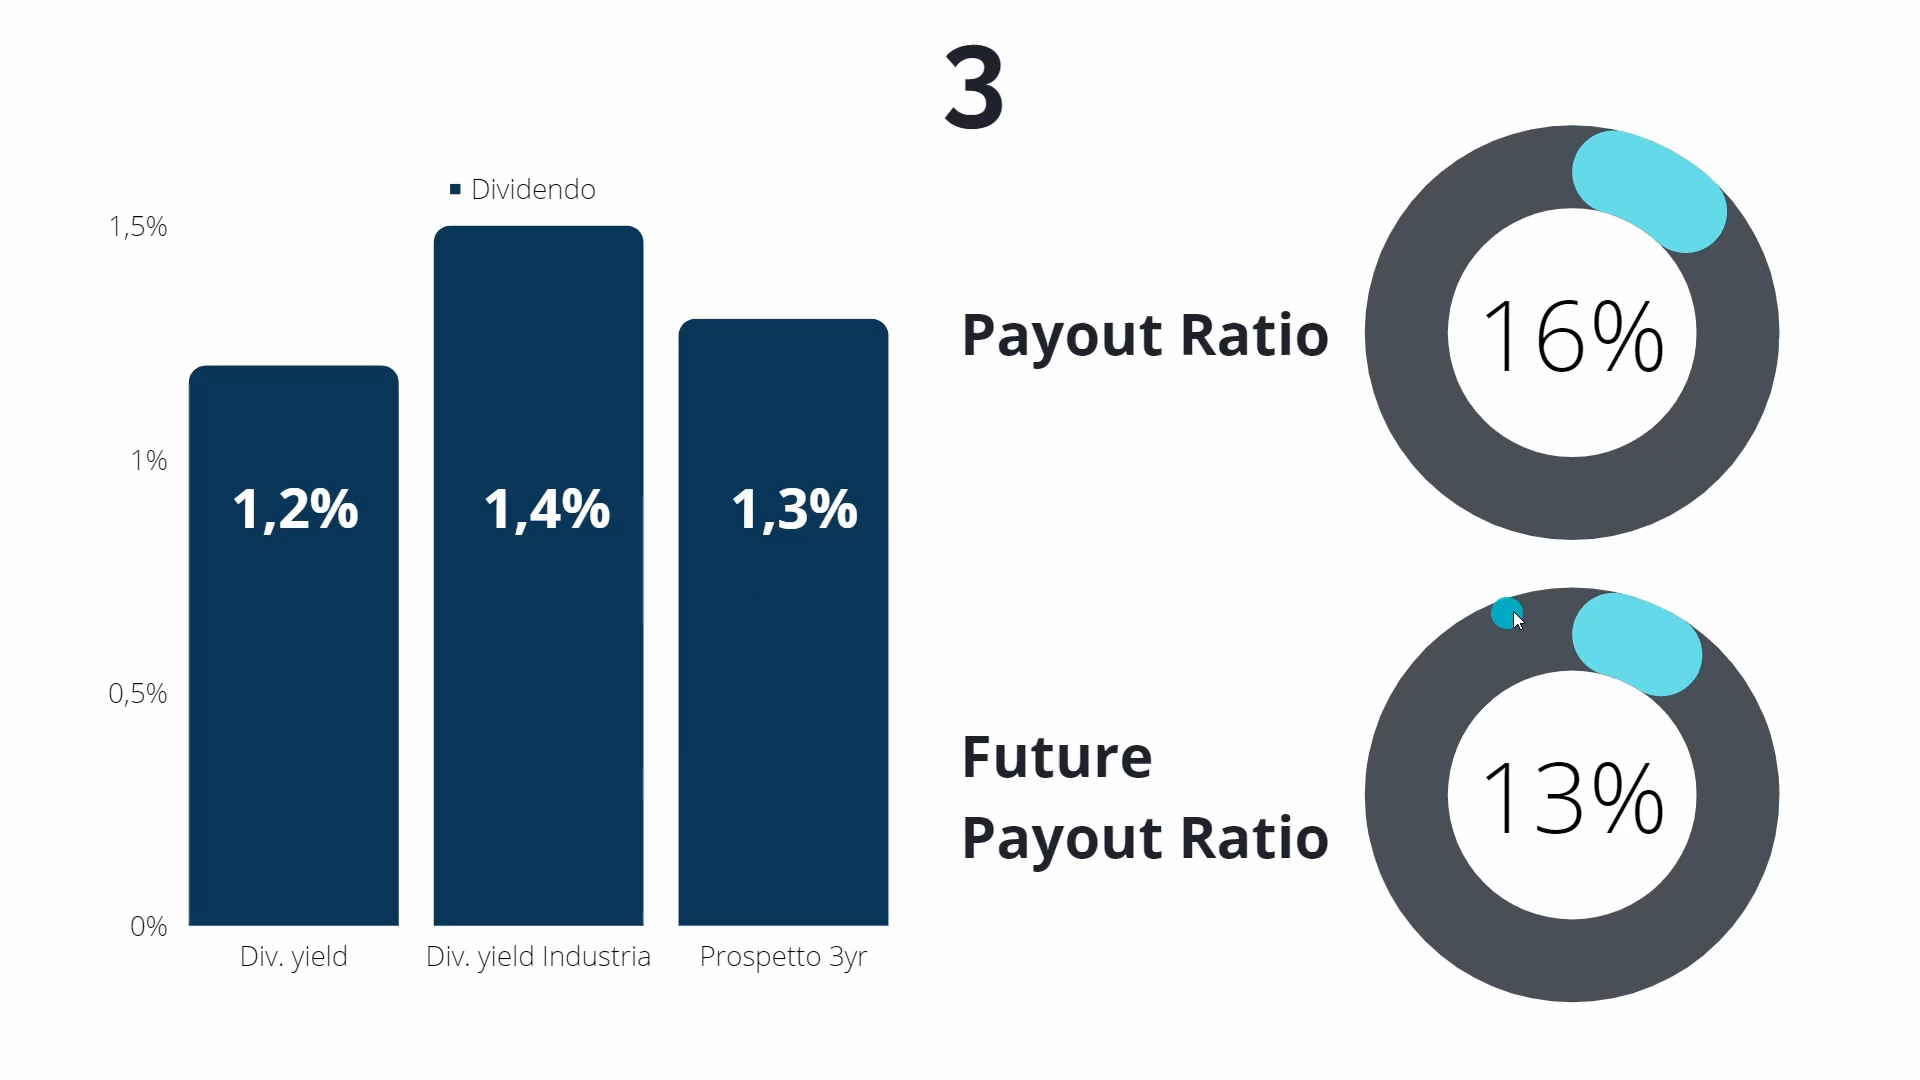 3
Dividendo
1,5%
1%
0,5%
0%
1,2%
1,4%
1,3%
Div. yield
Div. yield Industria
Prospetto 3yr
Payout Ratio
16%
Future
Payout Ratio
13%